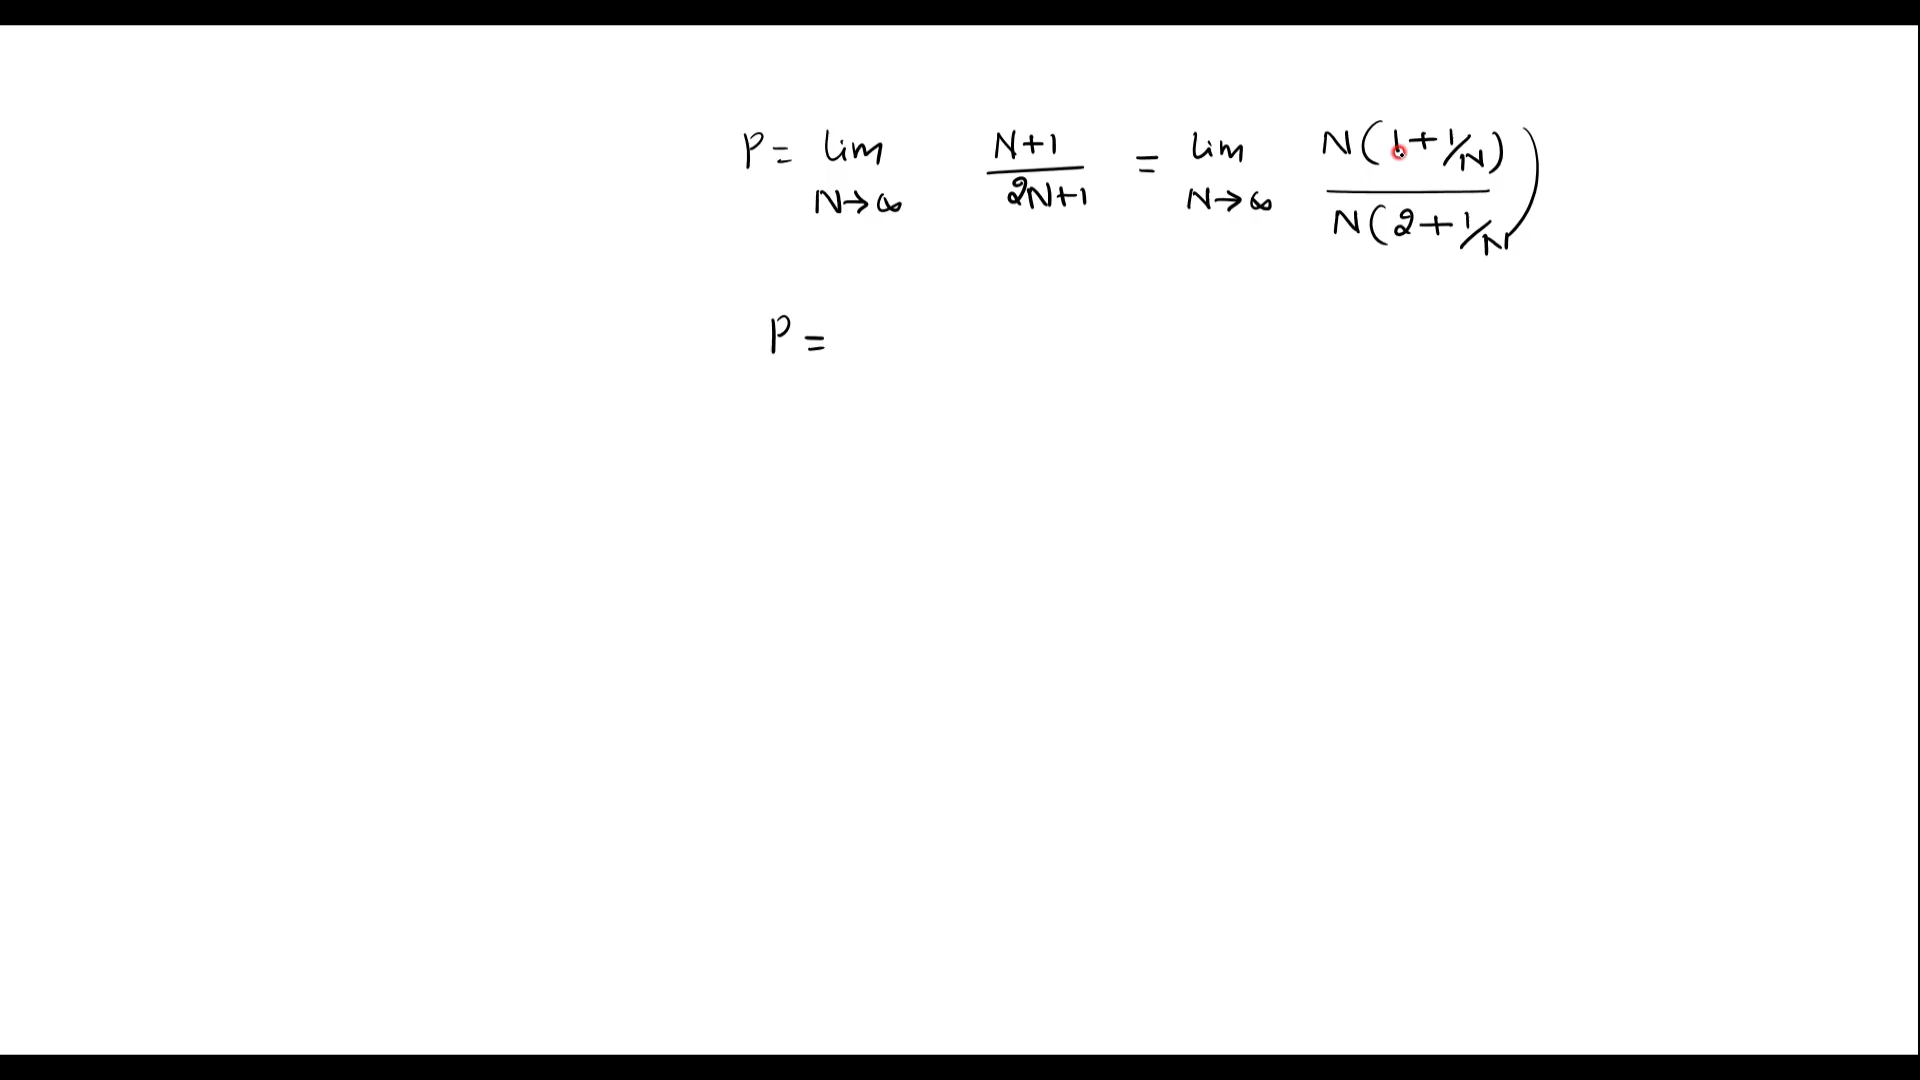 P = lim N→∞ N+1/2N+1 = lim N→∞ N(1+1/N)/N(2+1/N)
P =